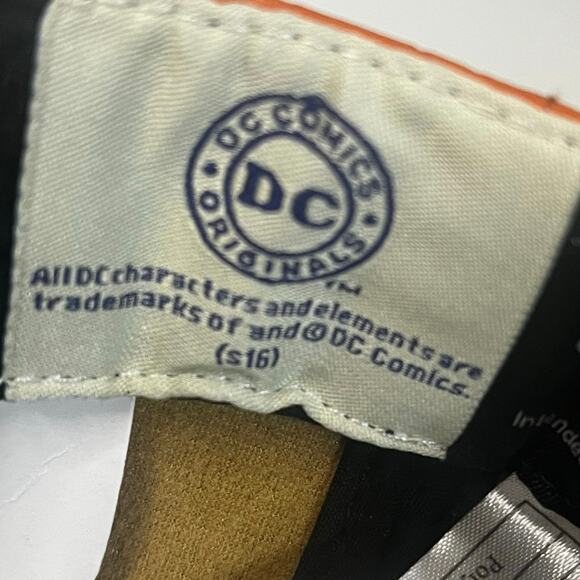 DC COMICS
DC
ORIGINALS
TM
All DC characters and elements are
trademarks of and © DC Comics.
(s16)